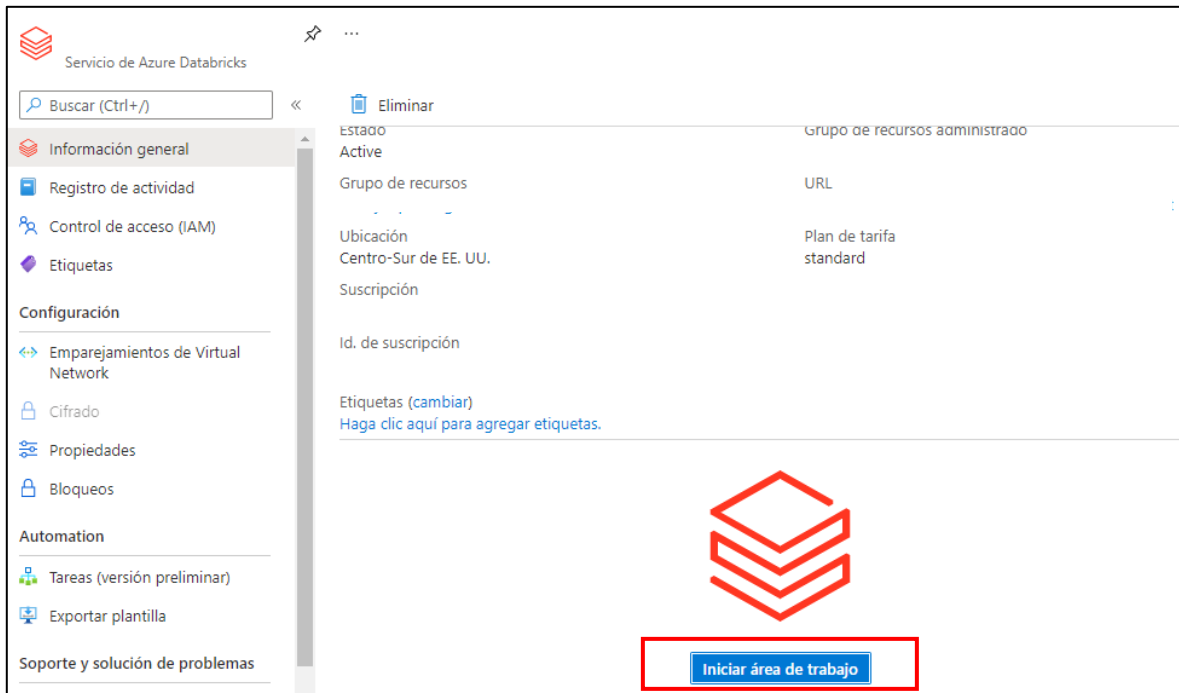 Servicio de Azure Databricks
Buscar (Ctrl+/)
Información general
Registro de actividad
Control de acceso (IAM)
Etiquetas
Configuración
Emparejamientos de Virtual
Network
Cifrado
Propiedades
Bloqueos
Automation
Tareas (versión preliminar)
Exportar plantilla
Soporte y solución de problemas
Eliminar
Estado
Active
Grupo de recursos administrado
Grupo de recursos
URL
Ubicación
Centro-Sur de EE. UU.
Plan de tarifa
standard
Suscripción
Id. de suscripción
Etiquetas (cambiar)
Haga clic aquí para agregar etiquetas.
Iniciar área de trabajo